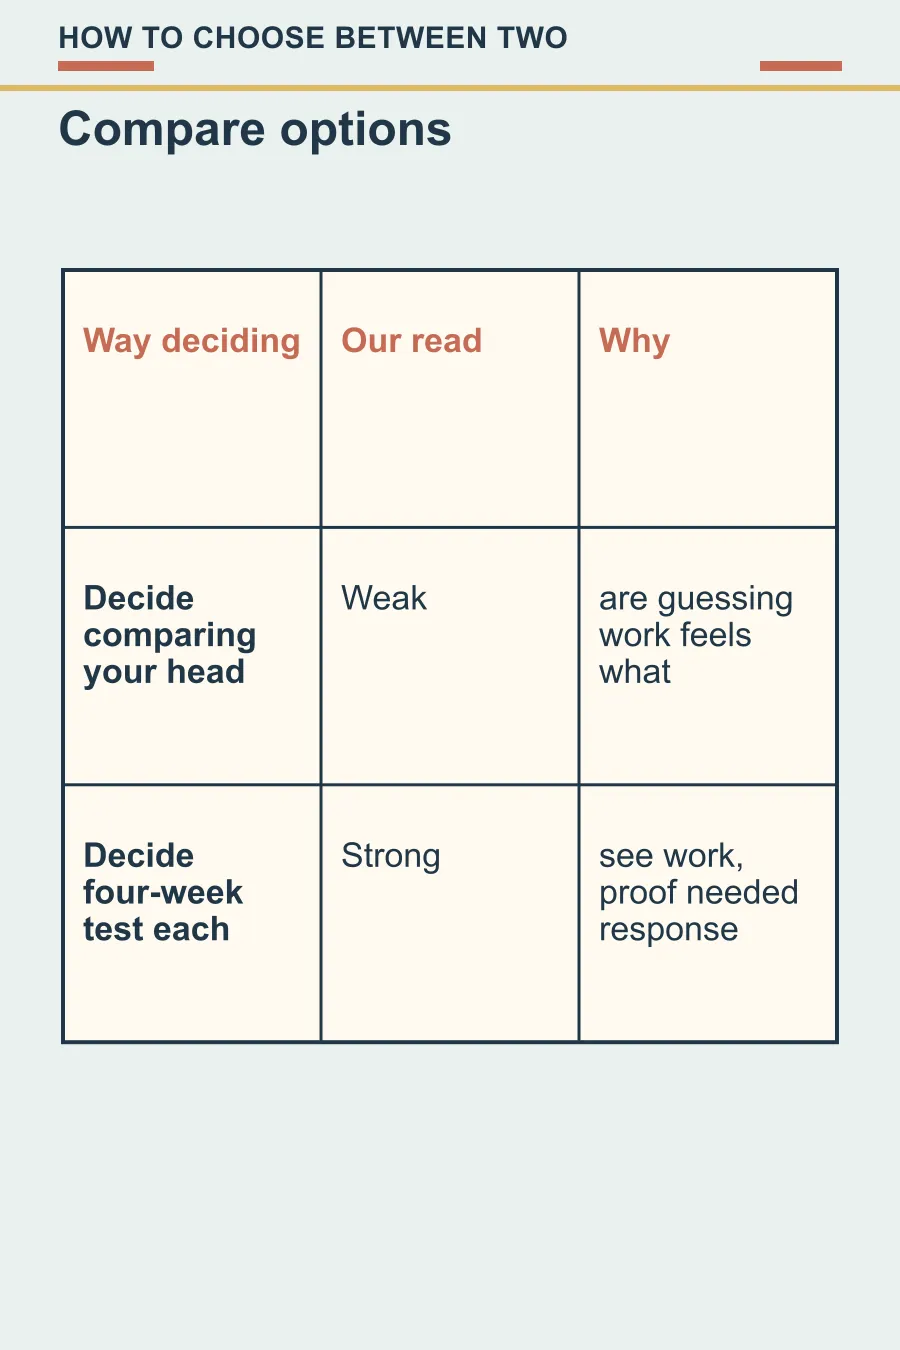 HOW TO CHOOSE BETWEEN TWO
Compare options
Way deciding
Our read
Why
Decide
comparing
your head
Weak
are guessing
work feels
what
Decide
four-week
test each
Strong
see work,
proof needed
response